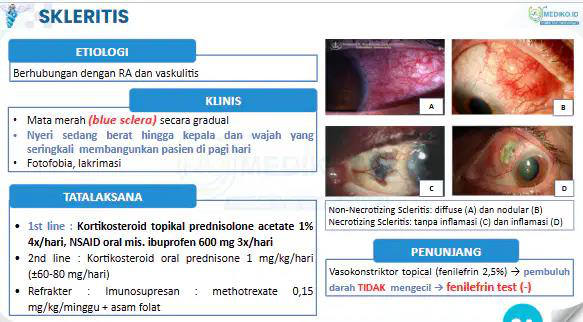 SKLERITIS
MEDIKO.ID
ETIOLOGI
Berhubungan dengan RA dan vaskulitis
KLINIS
• Mata merah (blue sclera) secara gradual
• Nyeri sedang berat hingga kepala dan wajah yang
seringkali membangunkan pasien di pagi hari
• Fotofobia, lakrimasi
TATALAKSANA
• 1st line : Kortikosteroid topikal prednisolone acetate 1%
4x/hari, NSAID oral mis. ibuprofen 600 mg 3x/hari
• 2nd line : Kortikosteroid oral prednisone 1 mg/kg/hari
(±60-80 mg/hari)
• Refrakter : Imunosupresan : methotrexate 0,15
mg/kg/minggu + asam folat
A
B
C
D
Non-Necrotizing Scleritis: diffuse (A) dan nodular (B)
Necrotizing Scleritis: tanpa inflamasi (C) dan inflamasi (D)
PENUNJANG
Vasokonstriktor topical (fenilefrin 2,5%) → pembuluh
darah TIDAK mengecil → fenilefrin test (-)